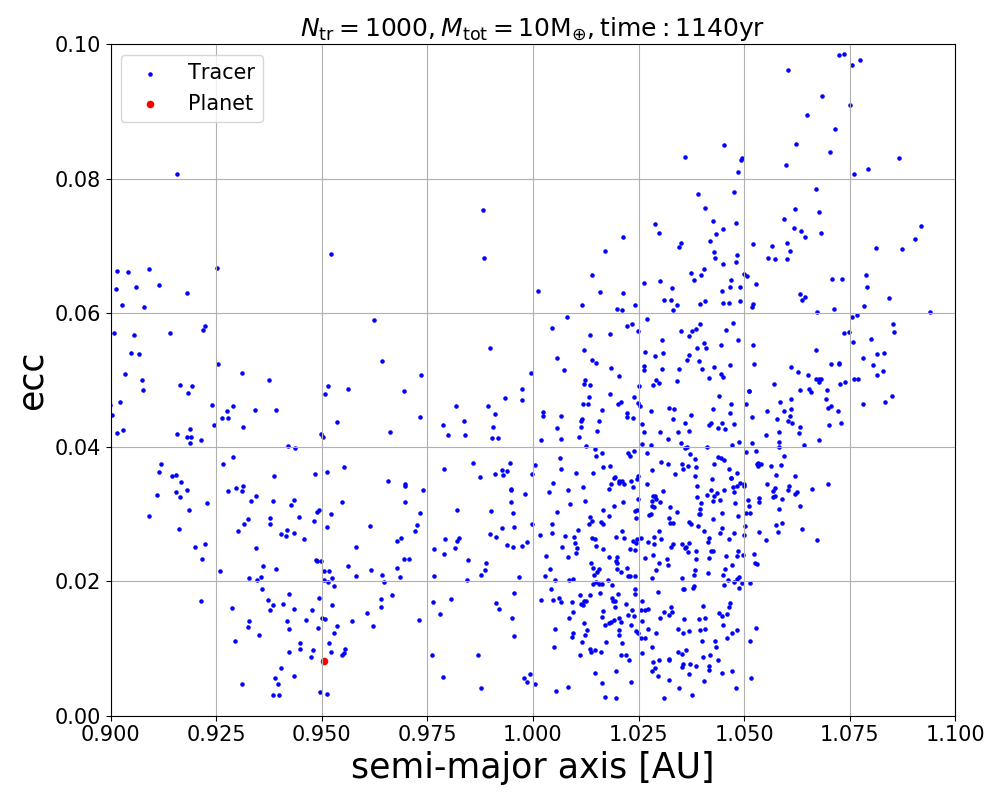 N_tr = 1000, M_tot = 10M_⊕, time : 1140yr
Tracer
Planet
ecc
0.10
0.08
0.06
0.04
0.02
0.00
0.900 0.925 0.950 0.975 1.000 1.025 1.050 1.075 1.100
semi-major axis [AU]